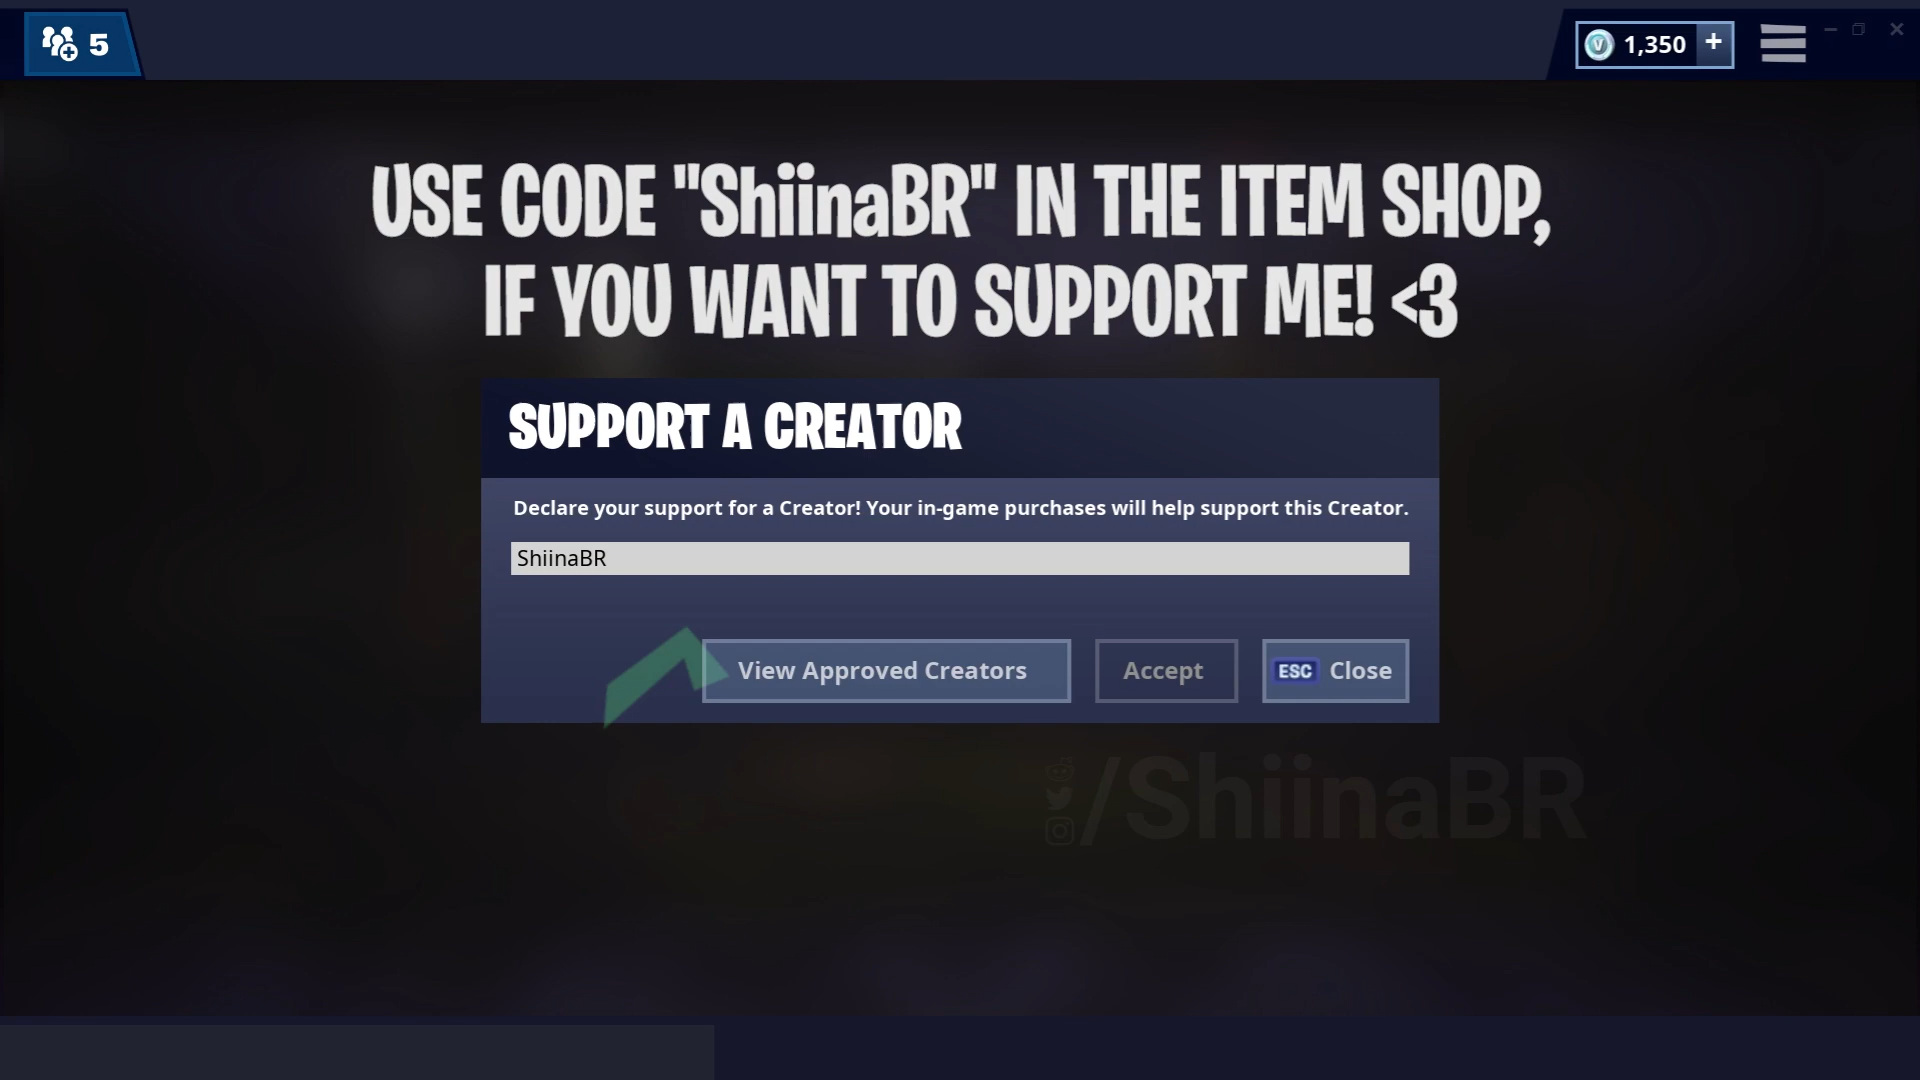 5
1,350 +
USE CODE "ShiinaBR" IN THE ITEM SHOP,
IF YOU WANT TO SUPPORT ME! <3
SUPPORT A CREATOR
Declare your support for a Creator! Your in-game purchases will help support this Creator.
ShiinaBR
View Approved Creators
Accept
ESC Close
/ShiinaBR